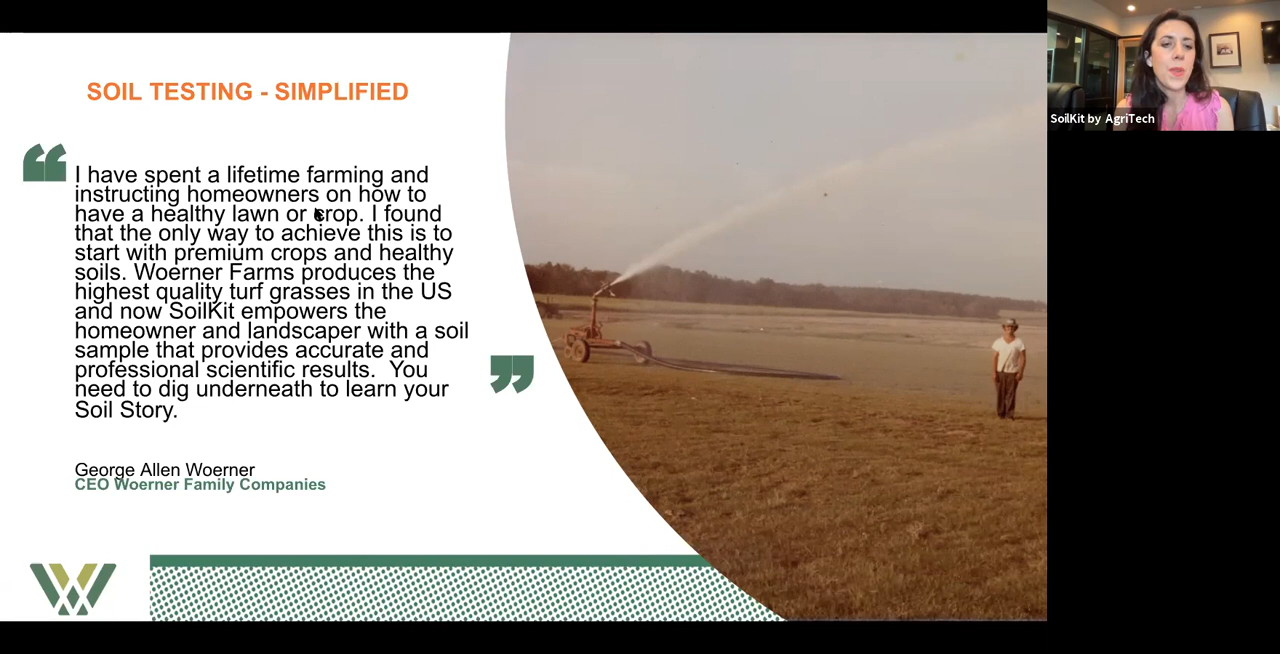 SOIL TESTING - SIMPLIFIED
“
I have spent a lifetime farming and
instructing homeowners on how to
have a healthy lawn or crop. I found
that the only way to achieve this is to
start with premium crops and healthy
soils. Woerner Farms produces the
highest quality turf grasses in the US
and now SoilKit empowers the
homeowner and landscaper with a soil
sample that provides accurate and
professional scientific results.  You
need to dig underneath to learn your
Soil Story.
”
George Allen Woerner
CEO Woerner Family Companies
SoilKit by AgriTech